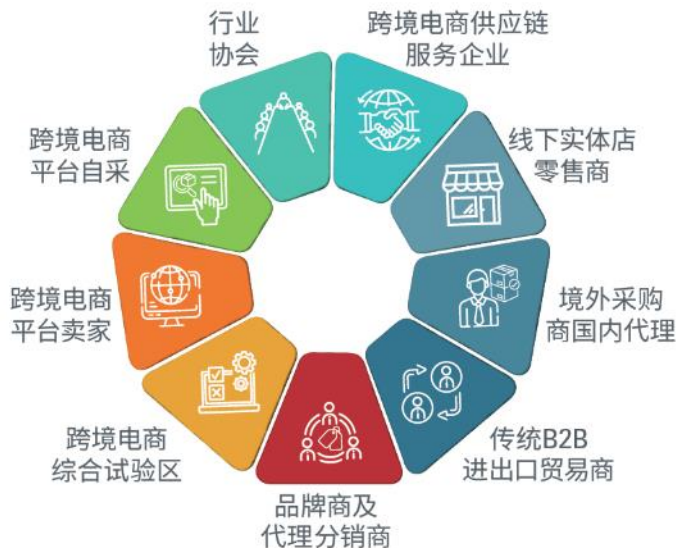 行业
协会
跨境电商供应链
服务企业
线下实体店
零售商
境外采购
商国内代理
传统B2B
进出口贸易商
品牌商及
代理分销商
跨境电商
综合试验区
跨境电商
平台卖家
跨境电商
平台自采